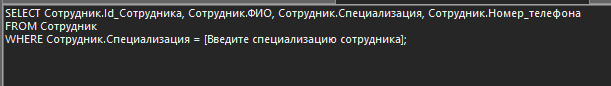 SELECT Сотрудник.Id_Сотрудника, Сотрудник.ФИО, Сотрудник.Специализация, Сотрудник.Номер_телефона
FROM Сотрудник
WHERE Сотрудник.Специализация = [Введите специализацию сотрудника];